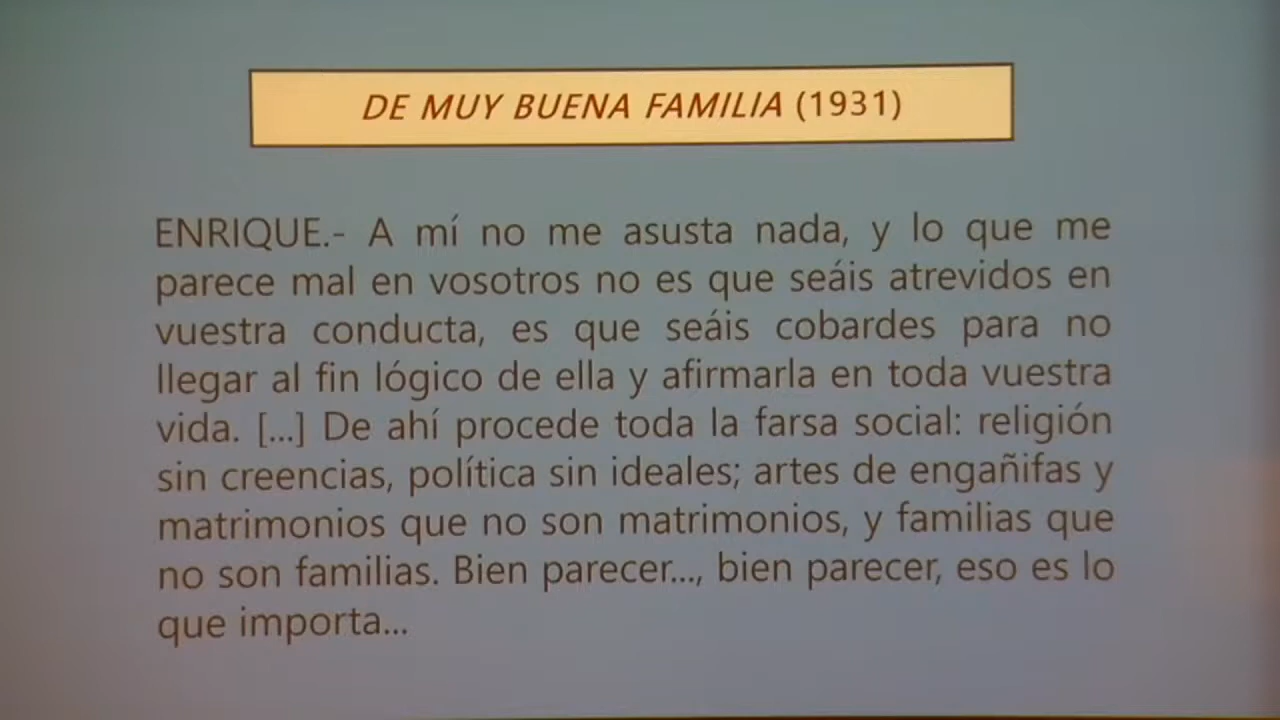 DE MUY BUENA FAMILIA (1931)
ENRIQUE.- A mí no me asusta nada, y lo que me
parece mal en vosotros no es que seáis atrevidos en
vuestra conducta, es que seáis cobardes para no
llegar al fin lógico de ella y afirmarla en toda vuestra
vida. [...] De ahí procede toda la farsa social: religión
sin creencias, política sin ideales; artes de engañifas y
matrimonios que no son matrimonios, y familias que
no son familias. Bien parecer..., bien parecer, eso es lo
que importa...